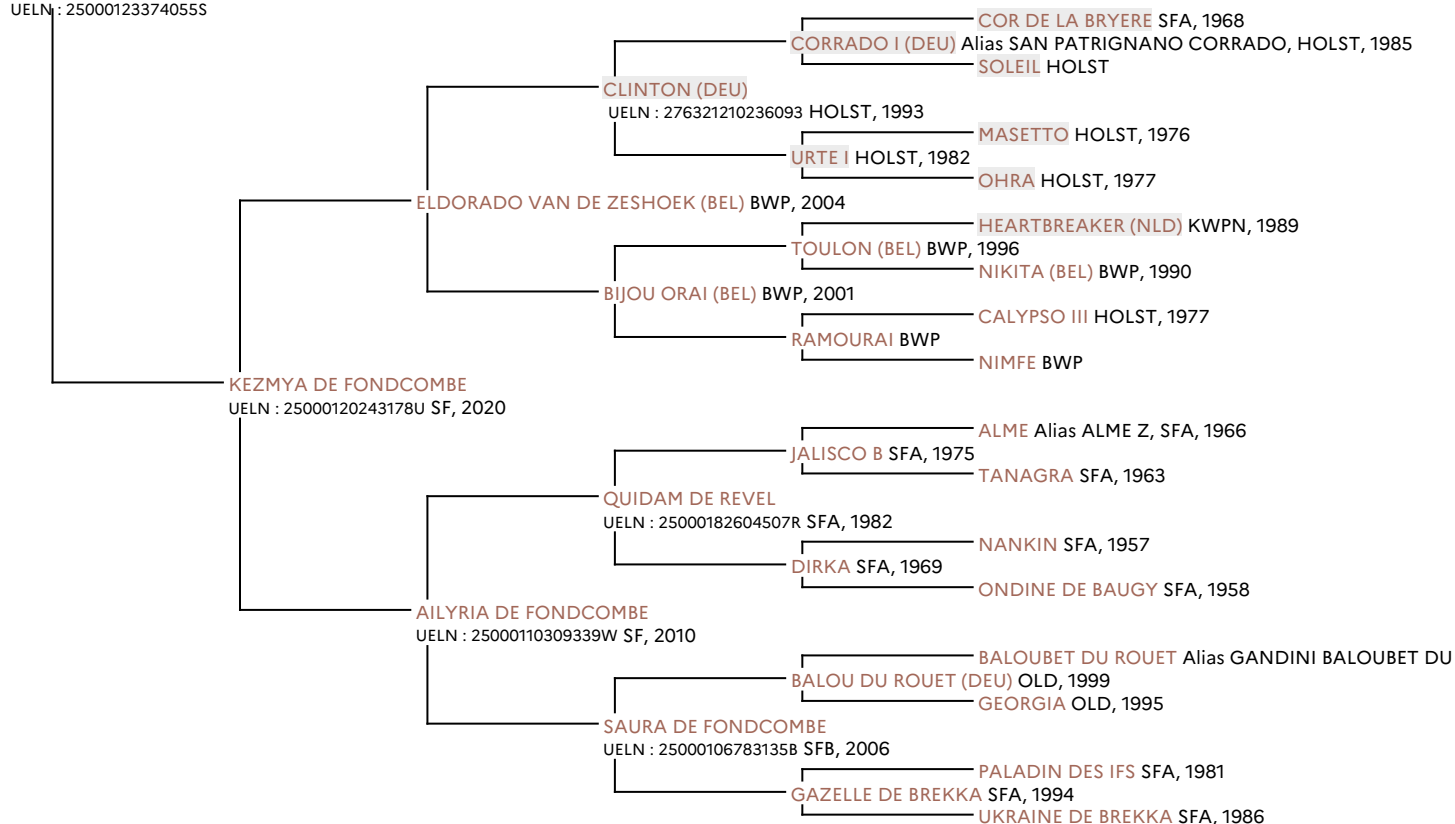 UELN : 25000123374055S
COR DE LA BRYERE SFA, 1968
CORRADO I (DEU) Alias SAN PATRIGNANO CORRADO, HOLST, 1985
SOLEIL HOLST
CLINTON (DEU)
UELN : 276321210236093 HOLST, 1993
MASETTO HOLST, 1976
URTE I HOLST, 1982
OHRA HOLST, 1977
ELDORADO VAN DE ZESHOEK (BEL) BWP, 2004
HEARTBREAKER (NLD) KWPN, 1989
TOULON (BEL) BWP, 1996
NIKITA (BEL) BWP, 1990
BIJOU ORAI (BEL) BWP, 2001
CALYPSO III HOLST, 1977
RAMOURAI BWP
NIMFE BWP
KEZMYA DE FONDCOMBE
UELN : 25000120243178U SF, 2020
ALME Alias ALME Z, SFA, 1966
JALISCO B SFA, 1975
TANAGRA SFA, 1963
QUIDAM DE REVEL
UELN : 25000182604507R SFA, 1982
NANKIN SFA, 1957
DIRKA SFA, 1969
ONDINE DE BAUGY SFA, 1958
AILYRIA DE FONDCOMBE
UELN : 25000110309339W SF, 2010
BALOUBET DU ROUET Alias GANDINI BALOUBET DU
BALOU DU ROUET (DEU) OLD, 1999
GEORGIA OLD, 1995
SAURA DE FONDCOMBE
UELN : 25000106783135B SFB, 2006
PALADIN DES IFS SFA, 1981
GAZELLE DE BREKKA SFA, 1994
UKRAINE DE BREKKA SFA, 1986